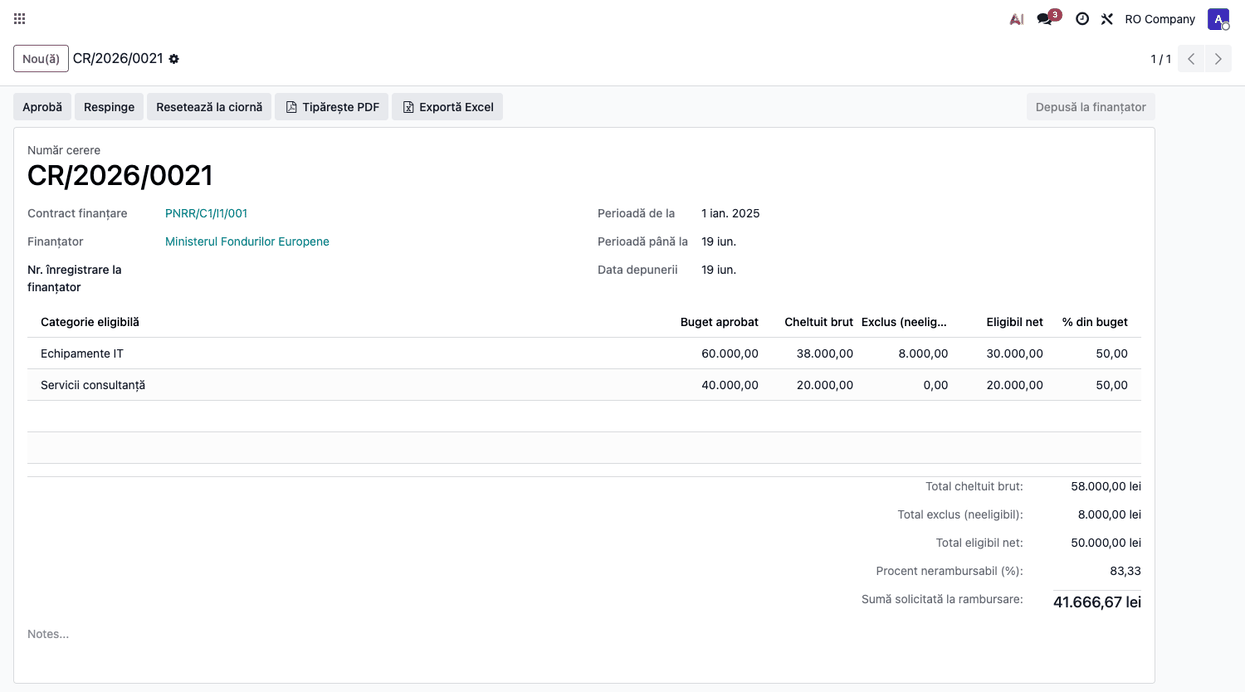 AI 3 RO Company A
Nou(ă) CR/2026/0021 1 / 1
Aprobă Respinge Resetează la ciornă Tipărește PDF Exportă Excel Depusă la finanțator
Număr cerere
CR/2026/0021
Contract finanțare PNRR/C1/I1/001 Perioadă de la 1 ian. 2025
Finanțator Ministerul Fondurilor Europene Perioadă până la 19 iun.
Nr. înregistrare la Data depunerii 19 iun.
finanțator
Categorie eligibilă Buget aprobat Cheltuit brut Exclus (neelig... Eligibil net % din buget
Echipamente IT 60.000,00 38.000,00 8.000,00 30.000,00 50,00
Servicii consultanță 40.000,00 20.000,00 0,00 20.000,00 50,00
Total cheltuit brut: 58.000,00 lei
Total exclus (neeligibil): 8.000,00 lei
Total eligibil net: 50.000,00 lei
Procent nerambursabil (%): 83,33
Sumă solicitată la rambursare: 41.666,67 lei
Notes...